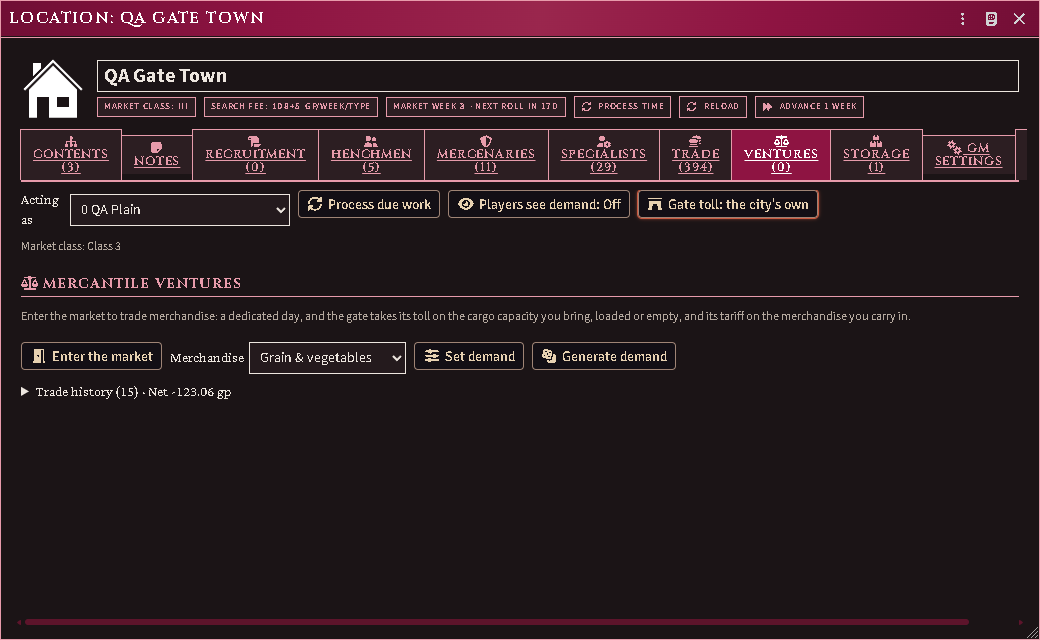 LOCATION: QA GATE TOWN
QA Gate Town
MARKET CLASS: III
SEARCH FEE: 1D8+5 GP/WEEK/TYPE
MARKET WEEK 3 · NEXT ROLL IN 17D
PROCESS TIME
RELOAD
ADVANCE 1 WEEK
CONTENTS (3)
NOTES
RECRUITMENT (0)
HENCHMEN (5)
MERCENARIES (11)
SPECIALISTS (29)
TRADE (394)
VENTURES (0)
STORAGE (1)
GM SETTINGS
Acting as
0 QA Plain
Process due work
Players see demand: Off
Gate toll: the city's own
Market class: Class 3
MERCANTILE VENTURES
Enter the market to trade merchandise: a dedicated day, and the gate takes its toll on the cargo capacity you bring, loaded or empty, and its tariff on the merchandise you carry in.
Enter the market
Merchandise
Grain & vegetables
Set demand
Generate demand
Trade history (15) · Net -123.06 gp